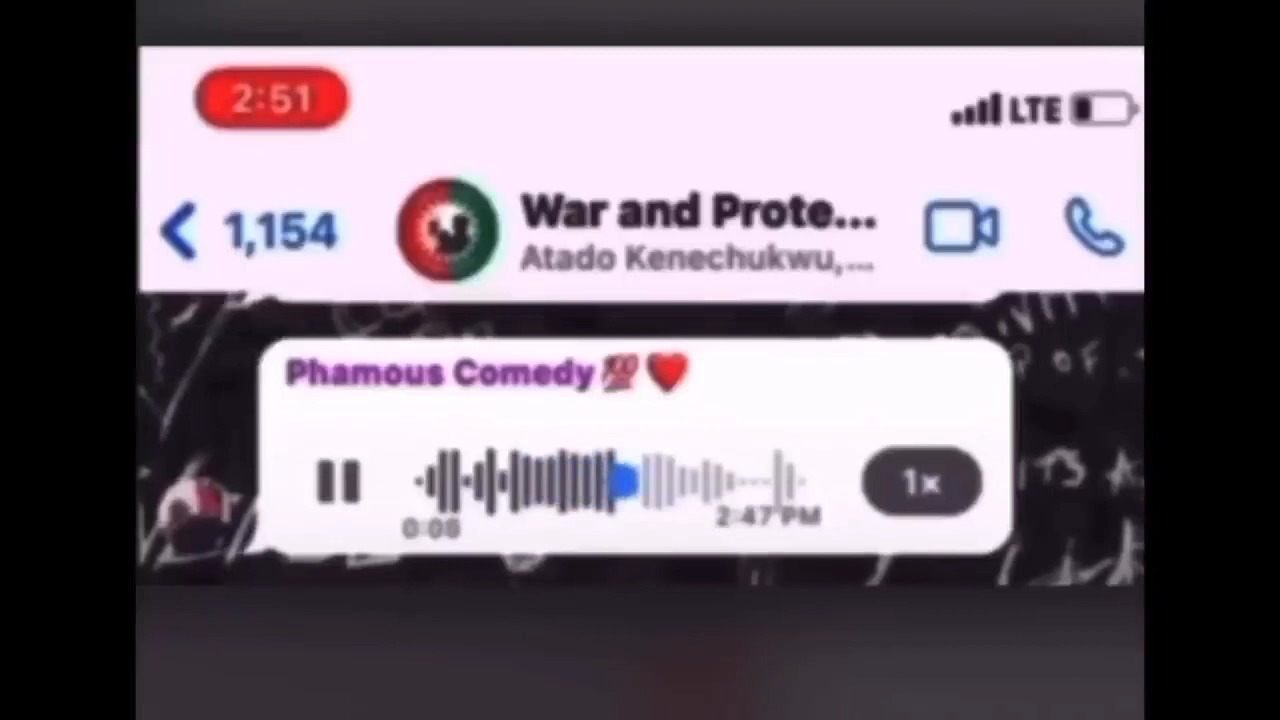 2:51
LTE
1,154
War and Prote...
Atado Kenechukwu,...
Phamous Comedy💯❤️
1x
0:08
2:47 PM